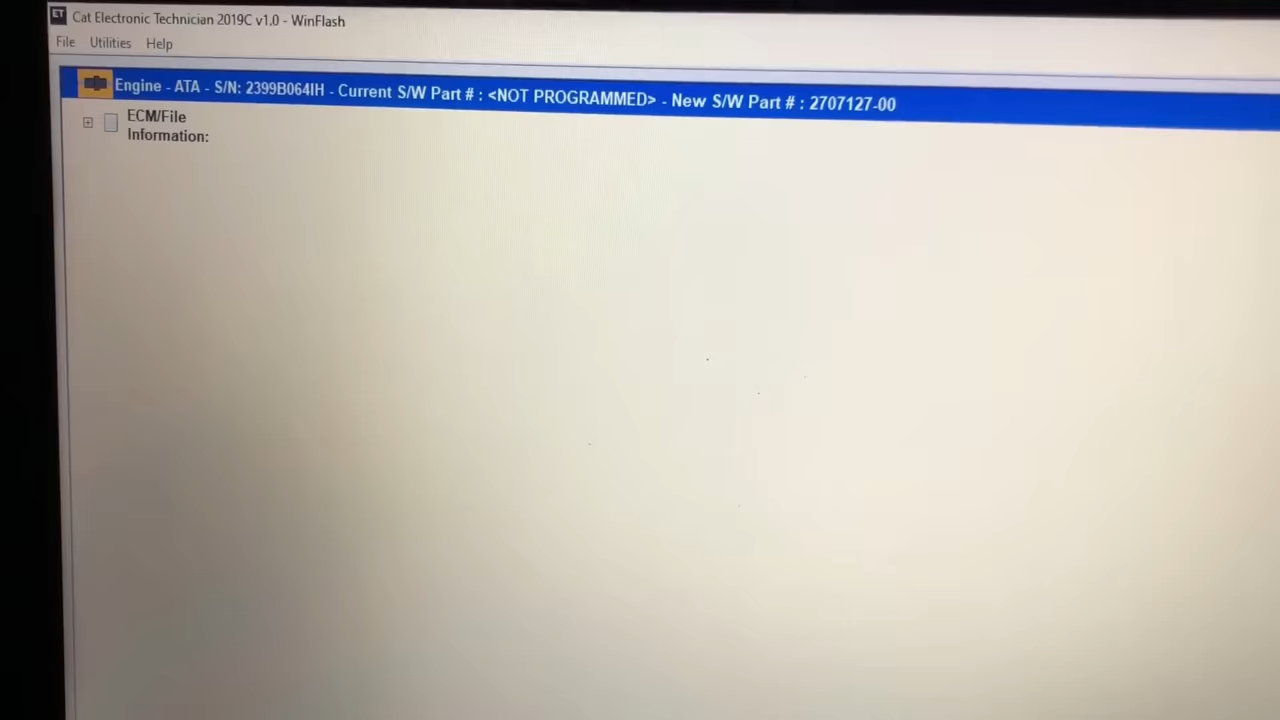 ET Cat Electronic Technician 2019C v1.0 - WinFlash
File Utilities Help
Engine - ATA - S/N: 2399B064IH - Current S/W Part # : <NOT PROGRAMMED> - New S/W Part # : 2707127-00
ECM/File
Information: